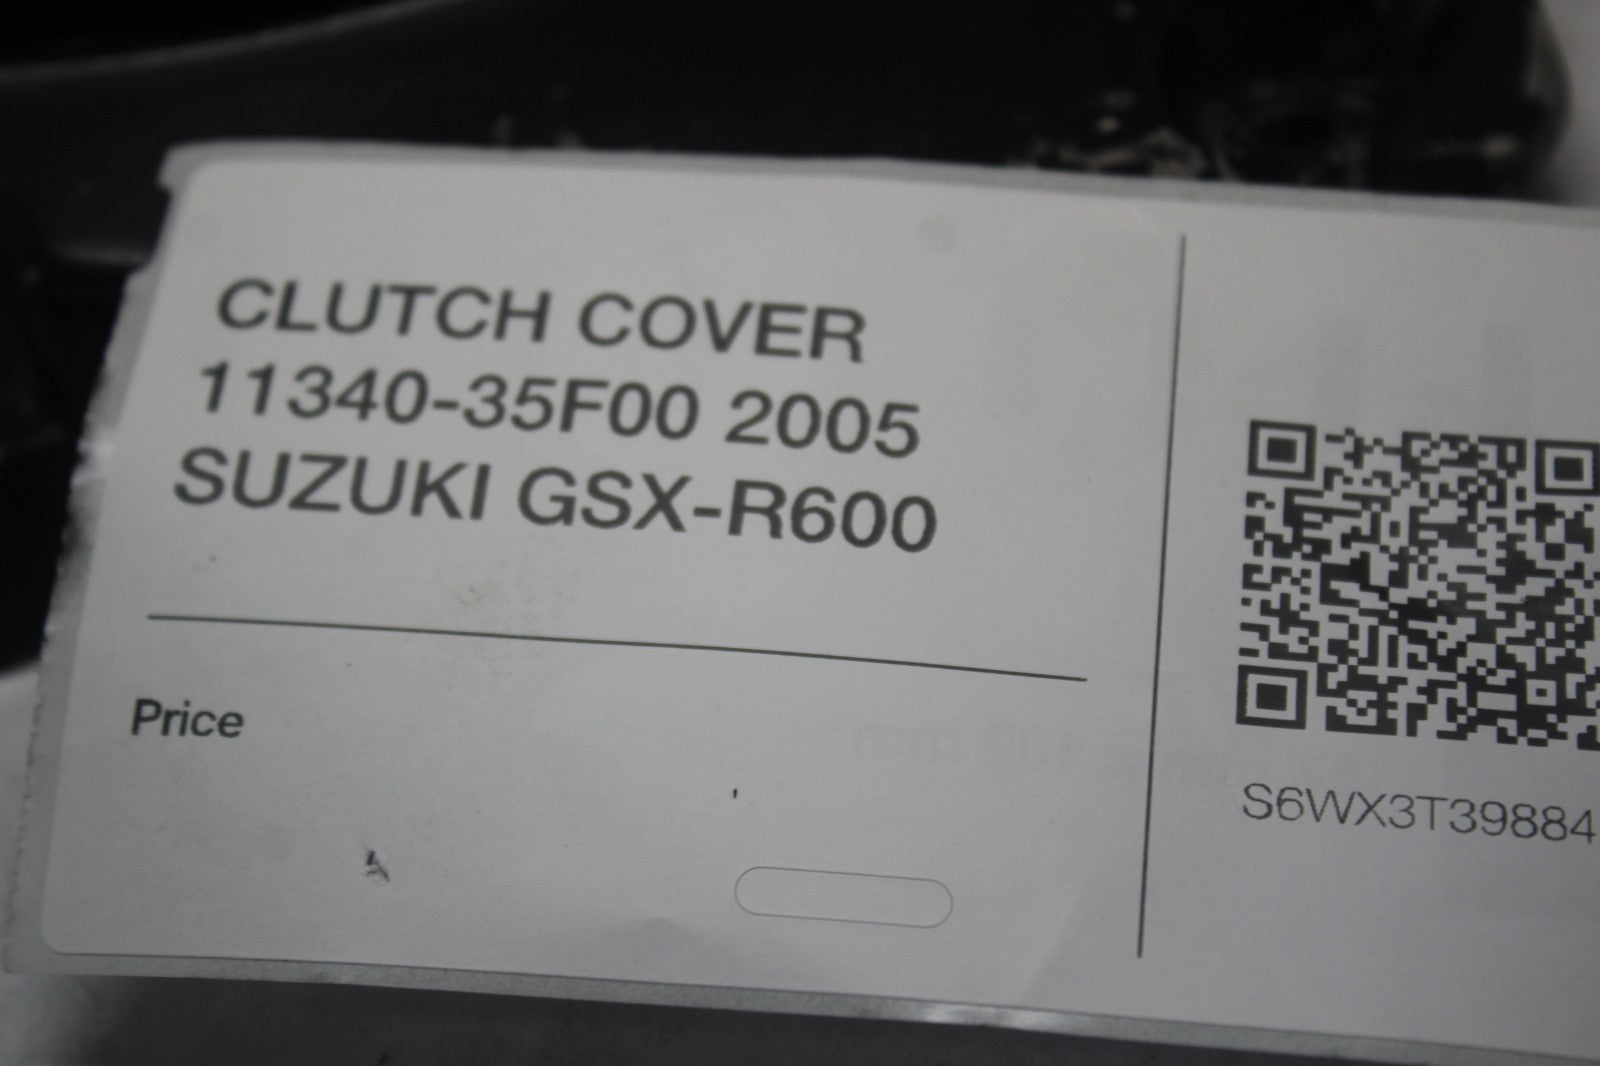 CLUTCH COVER
11340-35F00 2005
SUZUKI GSX-R600
Price
S6WX3T39884